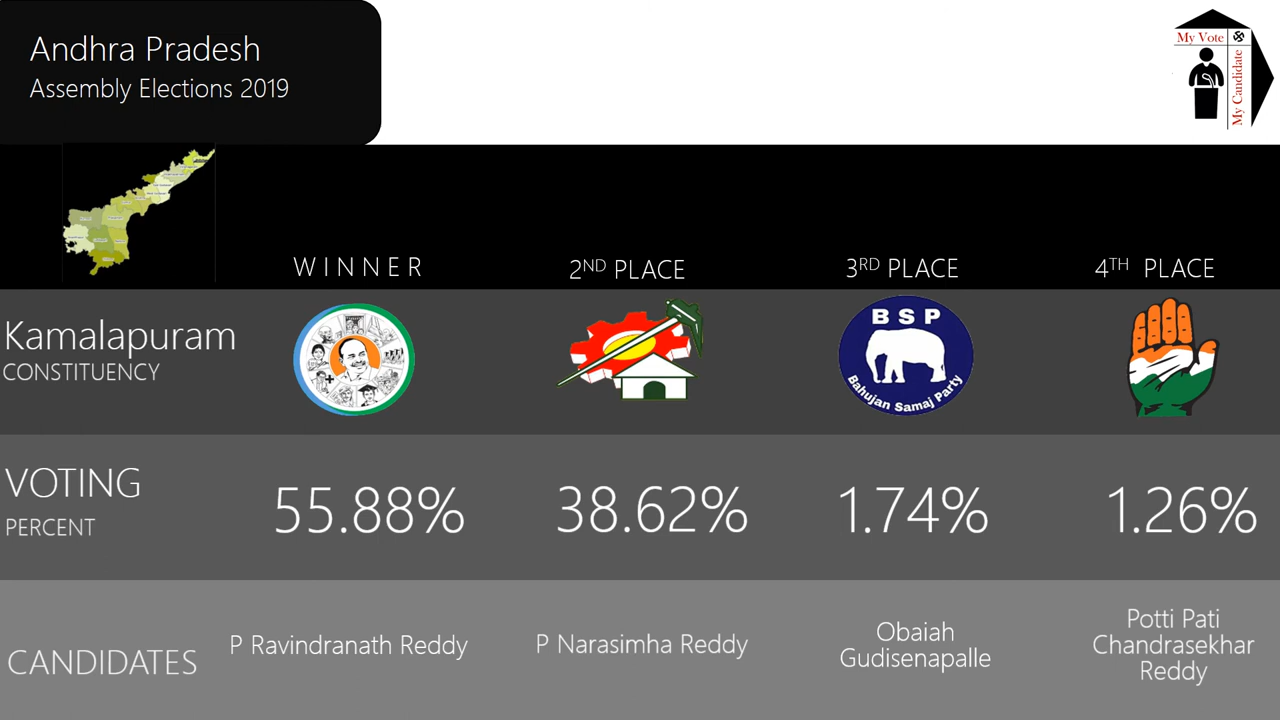 Andhra Pradesh
Assembly Elections 2019
My Vote
My Candidate
WINNER
2ND PLACE
3RD PLACE
4TH PLACE
Kamalapuram
CONSTITUENCY
BSP
Bahujan Samaj Party
VOTING
PERCENT
55.88%
38.62%
1.74%
1.26%
CANDIDATES
P Ravindranath Reddy
P Narasimha Reddy
Obaiah
Gudisenapalle
Potti Pati
Chandrasekhar
Reddy